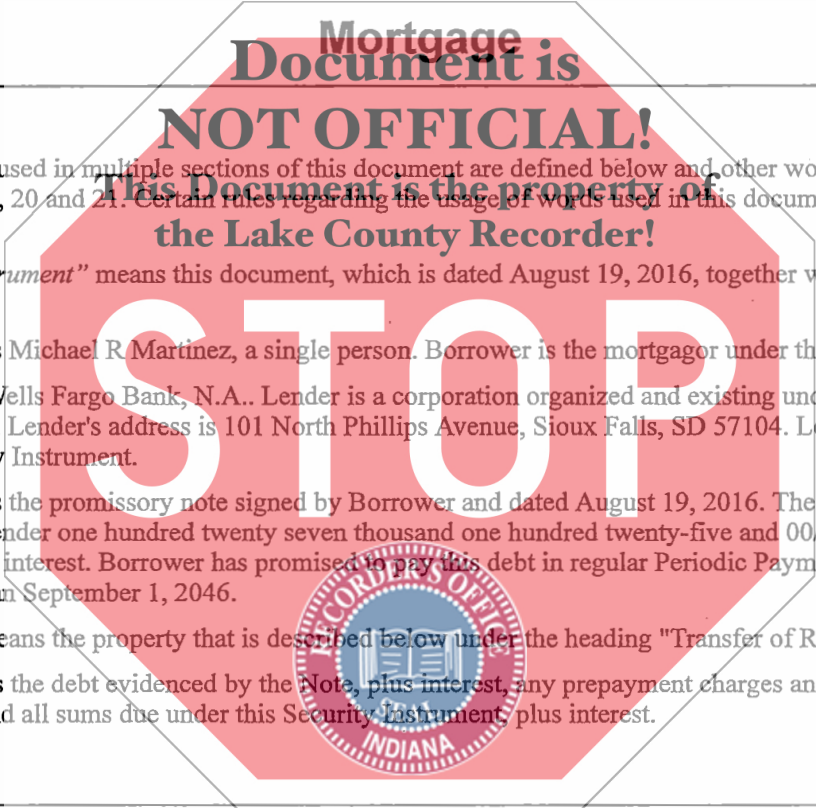 Mortgage
Document is
NOT OFFICIAL!
used in multiple sections of this document are defined below and other wo
This Document is the property of
, 20 and 21. Certain rules regarding the usage of words used in this docum
the Lake County Recorder!
rument” means this document, which is dated August 19, 2016, together w
STOP
s Michael R Martinez, a single person. Borrower is the mortgagor under th
Wells Fargo Bank, N.A.. Lender is a corporation organized and existing und
Lender's address is 101 North Phillips Avenue, Sioux Falls, SD 57104. Le
y Instrument.
s the promissory note signed by Borrower and dated August 19, 2016. The
ender one hundred twenty seven thousand one hundred twenty-five and 00/
interest. Borrower has promised to pay this debt in regular Periodic Paym
n September 1, 2046.
eans the property that is described below under the heading "Transfer of R
s the debt evidenced by the Note, plus interest, any prepayment charges an
d all sums due under this Security Instrument, plus interest.
RECORDER'S OFFICE
SEAL
INDIANA